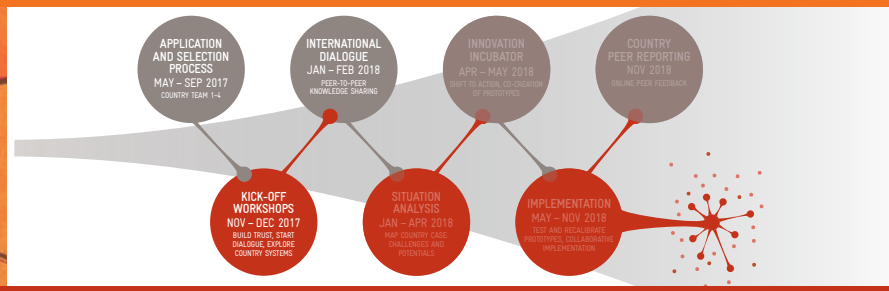 APPLICATION
AND SELECTION
PROCESS
MAY – SEP 2017
COUNTRY TEAM 1-4
KICK-OFF
WORKSHOPS
NOV – DEC 2017
BUILD TRUST, START
DIALOGUE, EXPLORE
COUNTRY SYSTEMS
INTERNATIONAL
DIALOGUE
JAN – FEB 2018
PEER-TO-PEER
KNOWLEDGE SHARING
SITUATION
ANALYSIS
JAN – APR 2018
MAP COUNTRY CASE:
CHALLENGES AND
POTENTIALS
INNOVATION
INCUBATOR
APR – MAY 2018
SHIFT TO ACTION, CO-CREATION
OF PROTOTYPES
IMPLEMENTATION
MAY – NOV 2018
TEST AND RECALIBRATE
PROTOTYPES, COLLABORATIVE
IMPLEMENTATION
COUNTRY
PEER REPORTING
NOV 2018
ONLINE PEER FEEDBACK